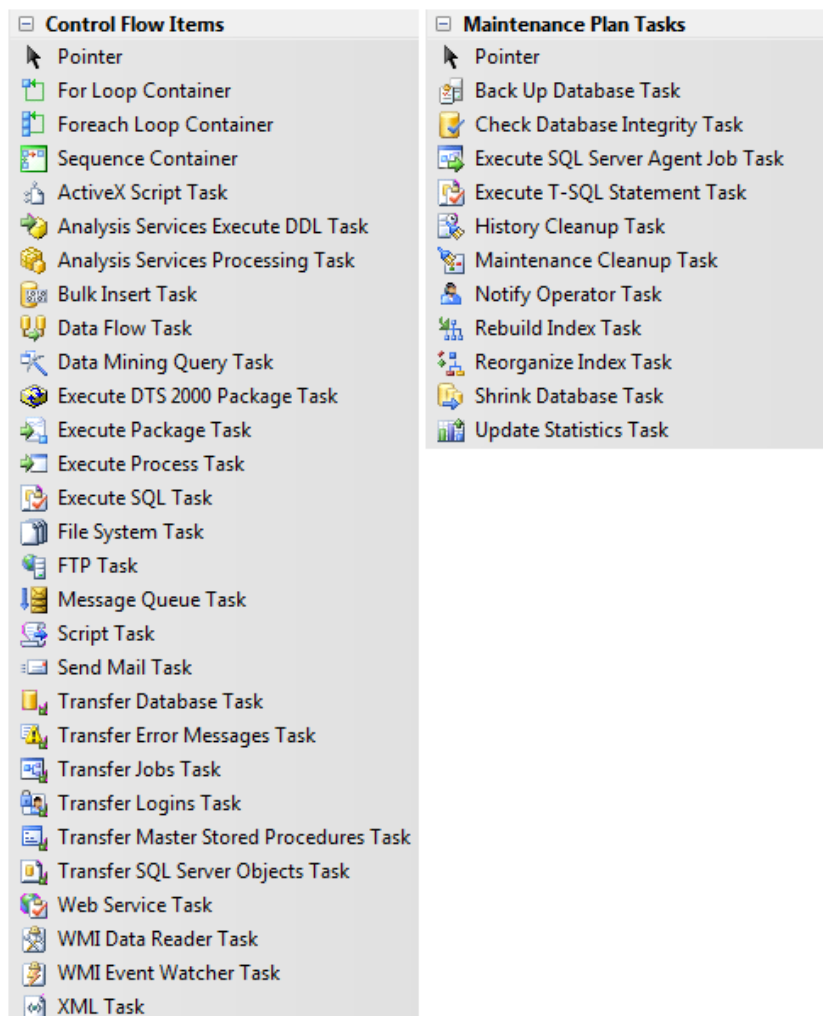 Control Flow Items
Pointer
For Loop Container
Foreach Loop Container
Sequence Container
ActiveX Script Task
Analysis Services Execute DDL Task
Analysis Services Processing Task
Bulk Insert Task
Data Flow Task
Data Mining Query Task
Execute DTS 2000 Package Task
Execute Package Task
Execute Process Task
Execute SQL Task
File System Task
FTP Task
Message Queue Task
Script Task
Send Mail Task
Transfer Database Task
Transfer Error Messages Task
Transfer Jobs Task
Transfer Logins Task
Transfer Master Stored Procedures Task
Transfer SQL Server Objects Task
Web Service Task
WMI Data Reader Task
WMI Event Watcher Task
XML Task
Maintenance Plan Tasks
Pointer
Back Up Database Task
Check Database Integrity Task
Execute SQL Server Agent Job Task
Execute T-SQL Statement Task
History Cleanup Task
Maintenance Cleanup Task
Notify Operator Task
Rebuild Index Task
Reorganize Index Task
Shrink Database Task
Update Statistics Task